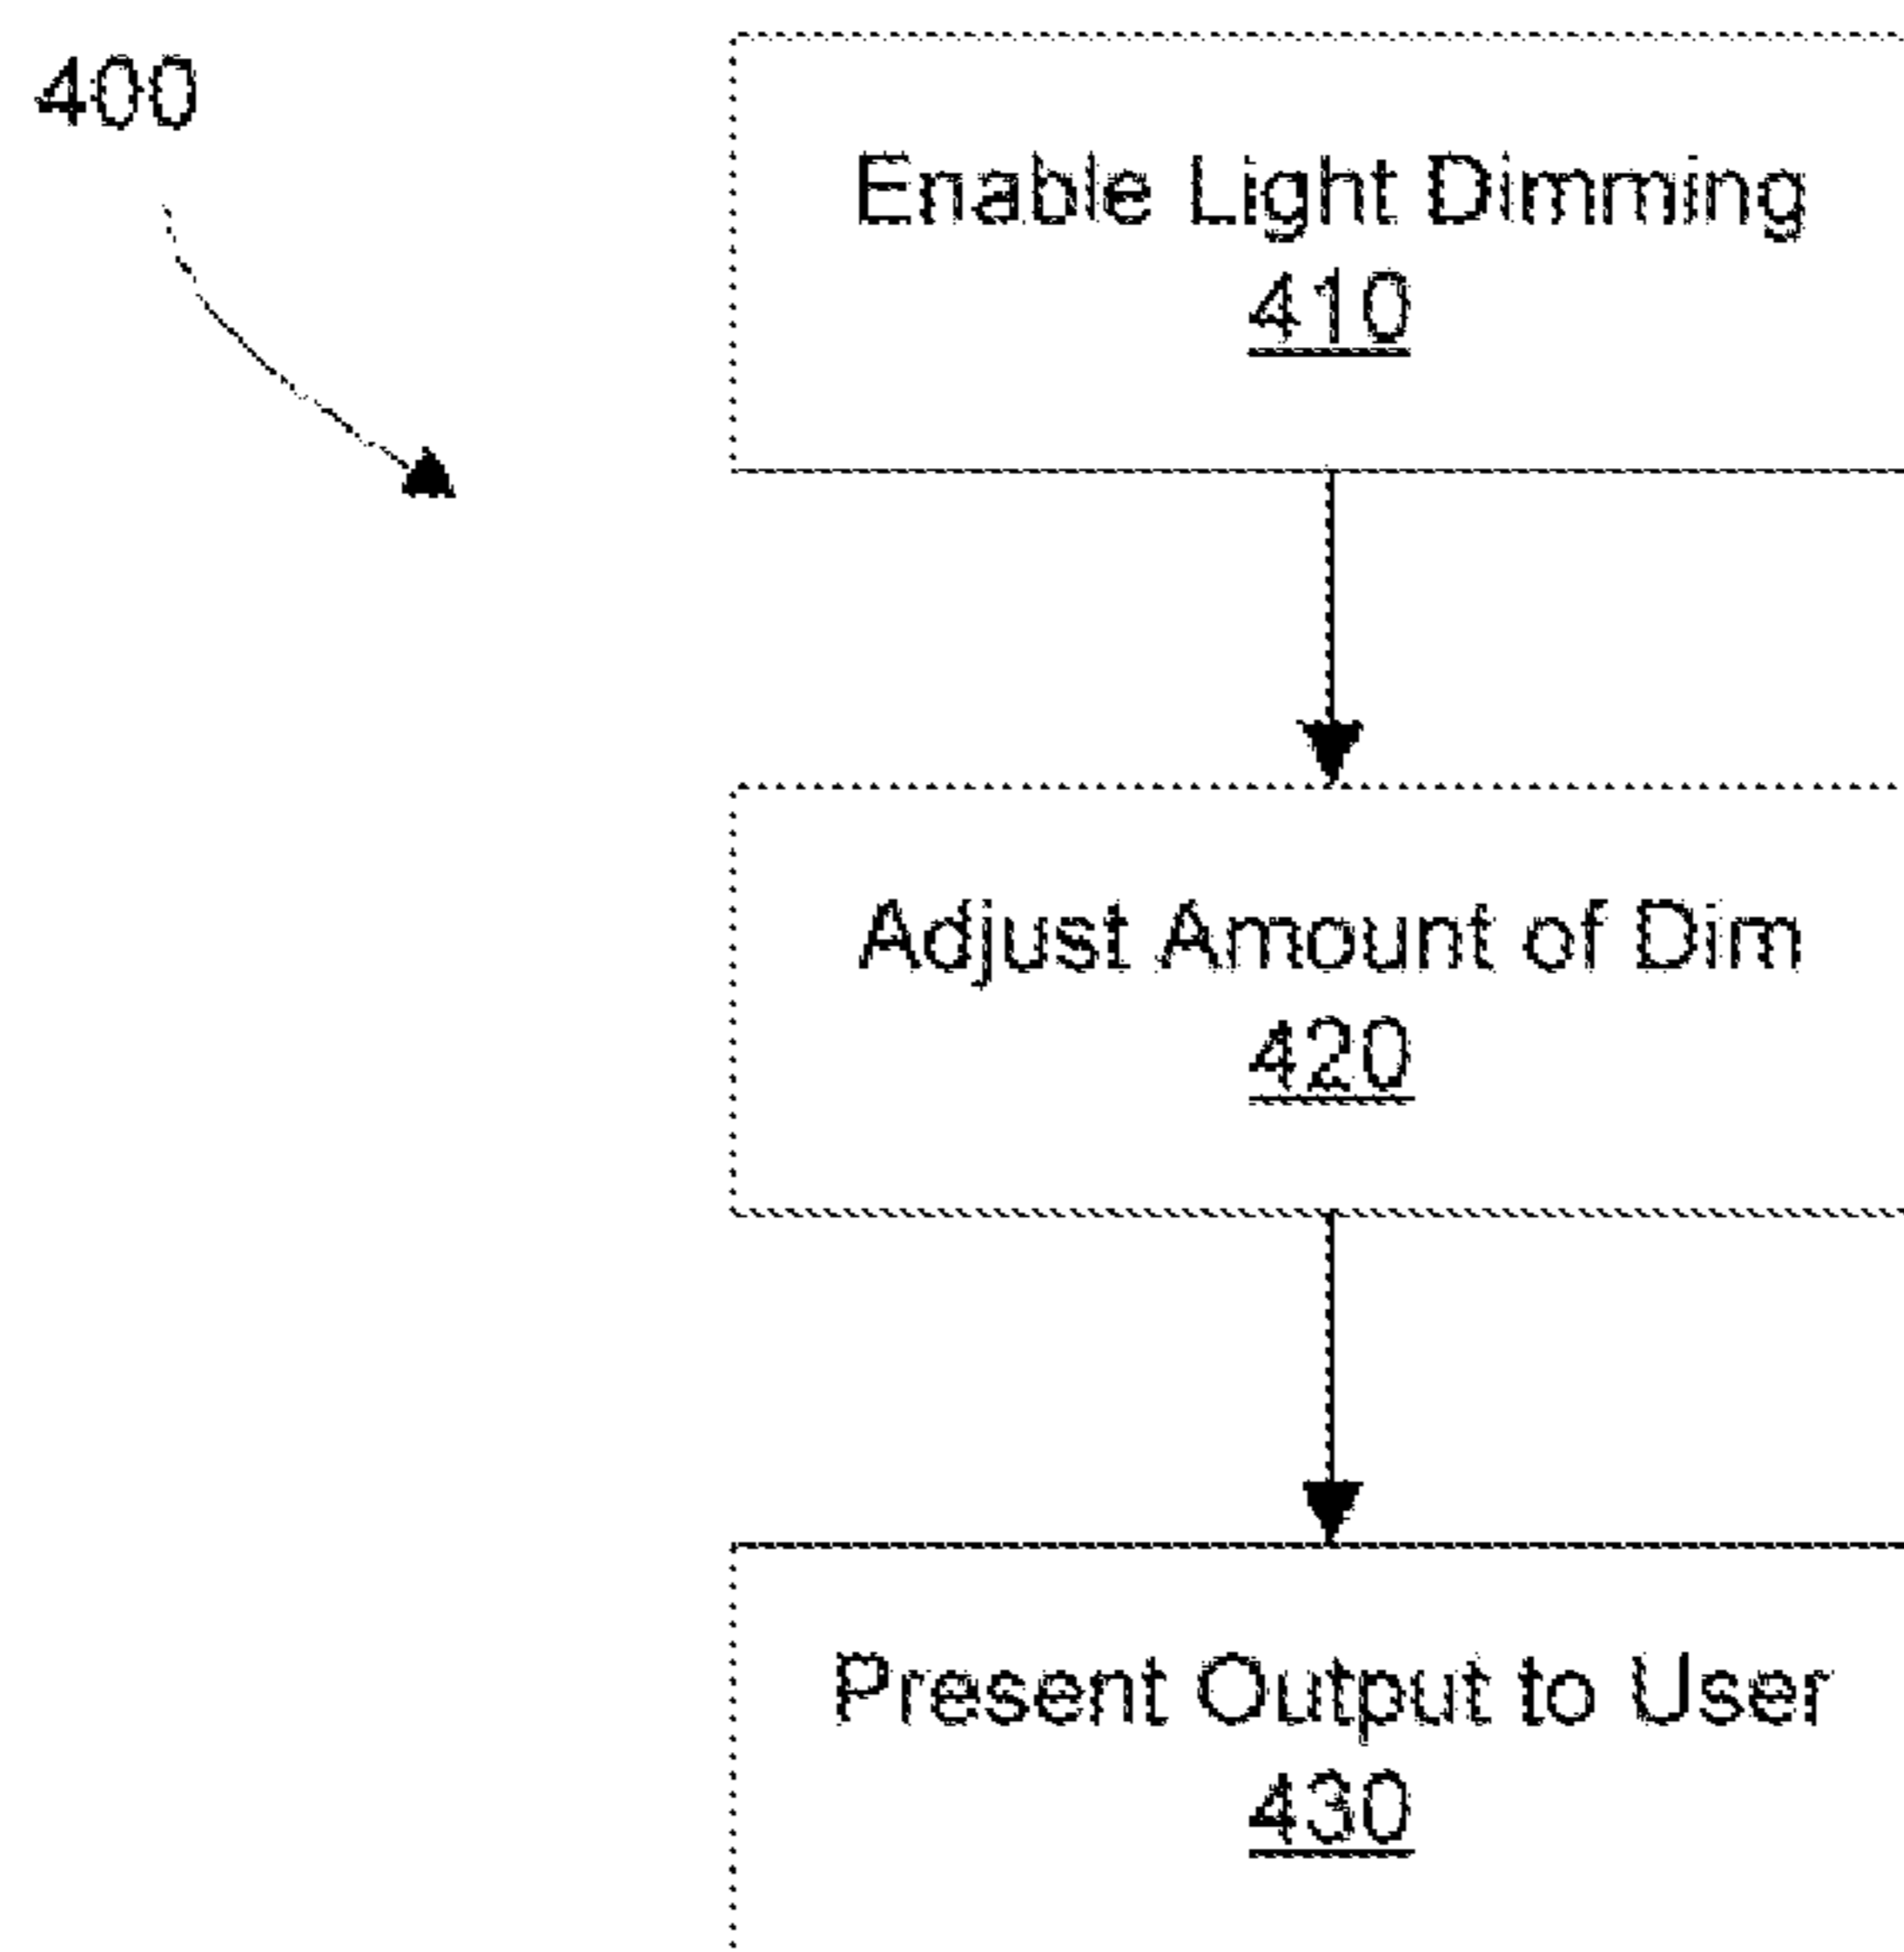 400
Enable Light Dimming
410
Adjust Amount of Dim
420
Present Output to User
430